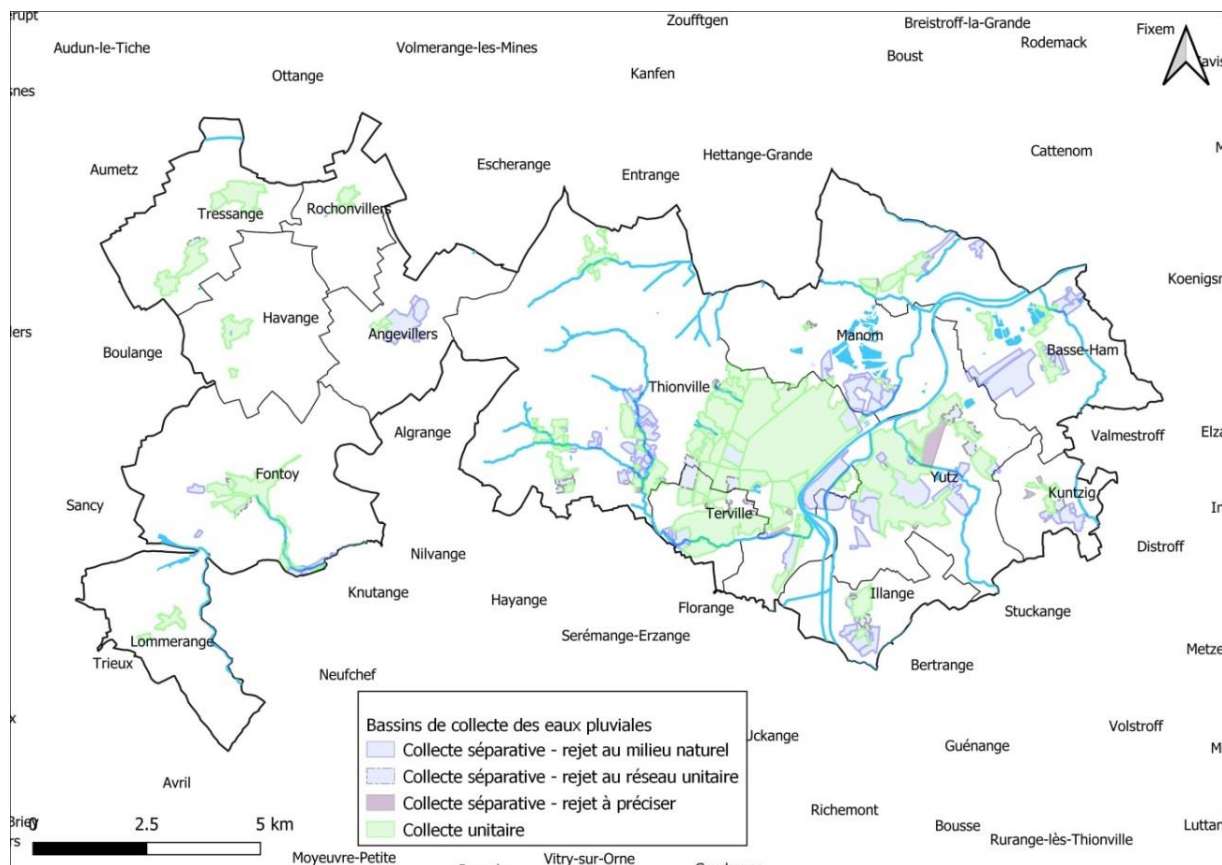 Zoufftgen
Breistroff-la-Grande
Fixem
Rodemack
Audun-le-Tiche
Volmerange-les-Mines
Boust
Ottange
Kanfen
Hettange-Grande
Cattenom
Aumetz
Escherange
Entrange
Tressange
Rochonvillers
Havange
Angevillers
Manom
Boulange
Basse-Ham
Thionville
Algrange
Valmestroff
Fontoy
Yutz
Kuntzig
Sancy
Terville
Distroff
Nilvange
Knutange
Hayange
Florange
Illange
Stuckange
Serémange-Erzange
Lommerange
Trieux
Neufchef
Bertrange
Bassins de collecte des eaux pluviales
Collecte séparative - rejet au milieu naturel
Collecte séparative - rejet au réseau unitaire
Collecte séparative - rejet à préciser
Collecte unitaire
Volstroff
Guénange
Avril
Richemont
Bousse
Rurange-lès-Thionville
0 2.5 5 km
Moyeuvre-Petite
Vitry-sur-Orne